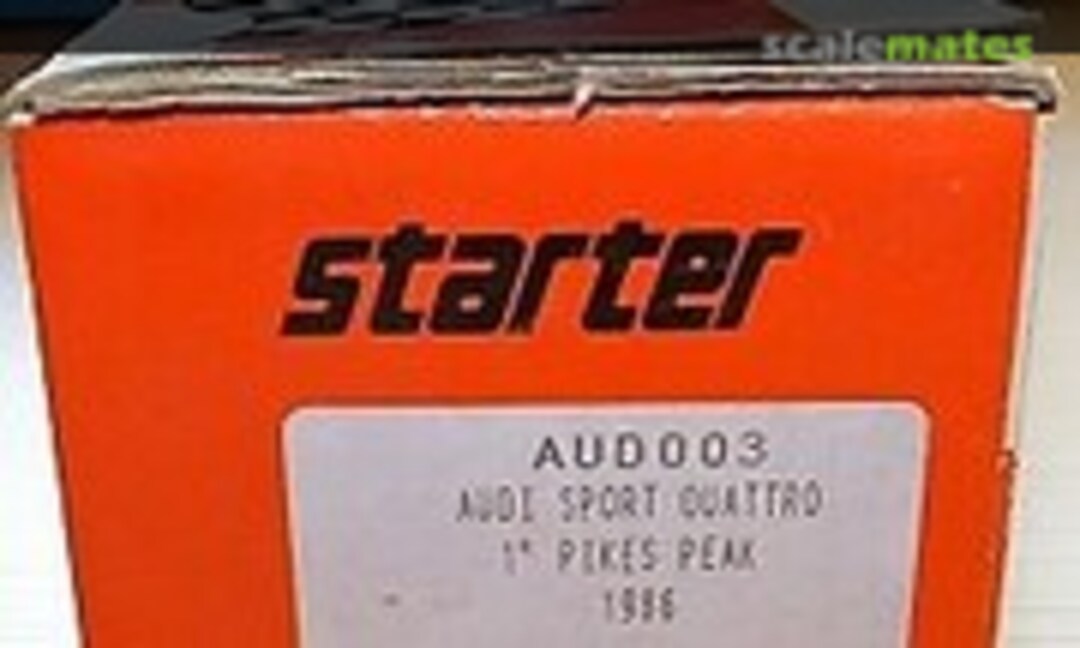 scalemates
starter
AUD003
AUDI SPORT QUATTRO
1° PIKES PEAK
1986